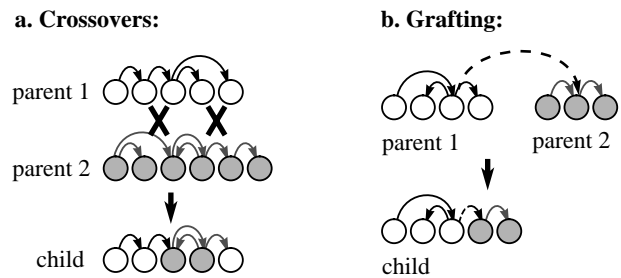 a. Crossovers:
parent 1
parent 2
child
b. Grafting:
parent 1 parent 2
child